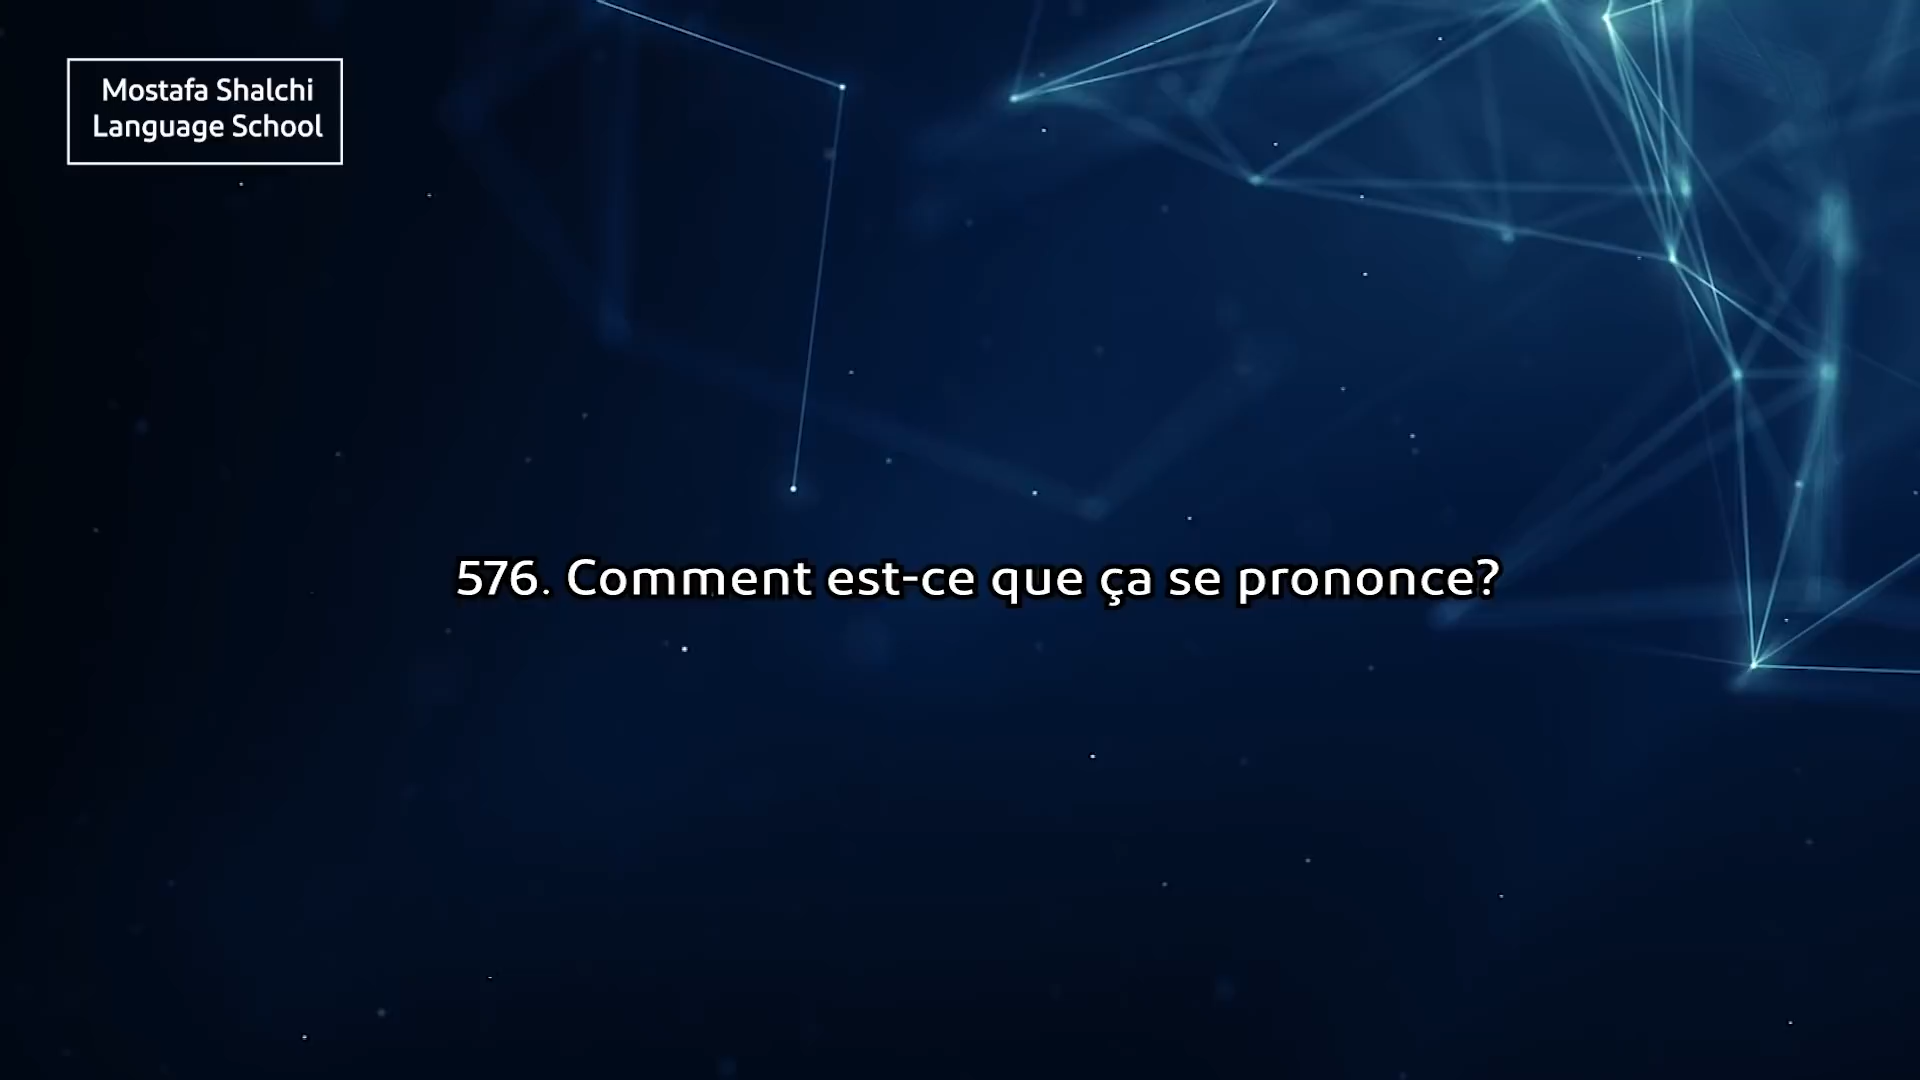 Mostafa Shalchi
Language School
576. Comment est-ce que ça se prononce?